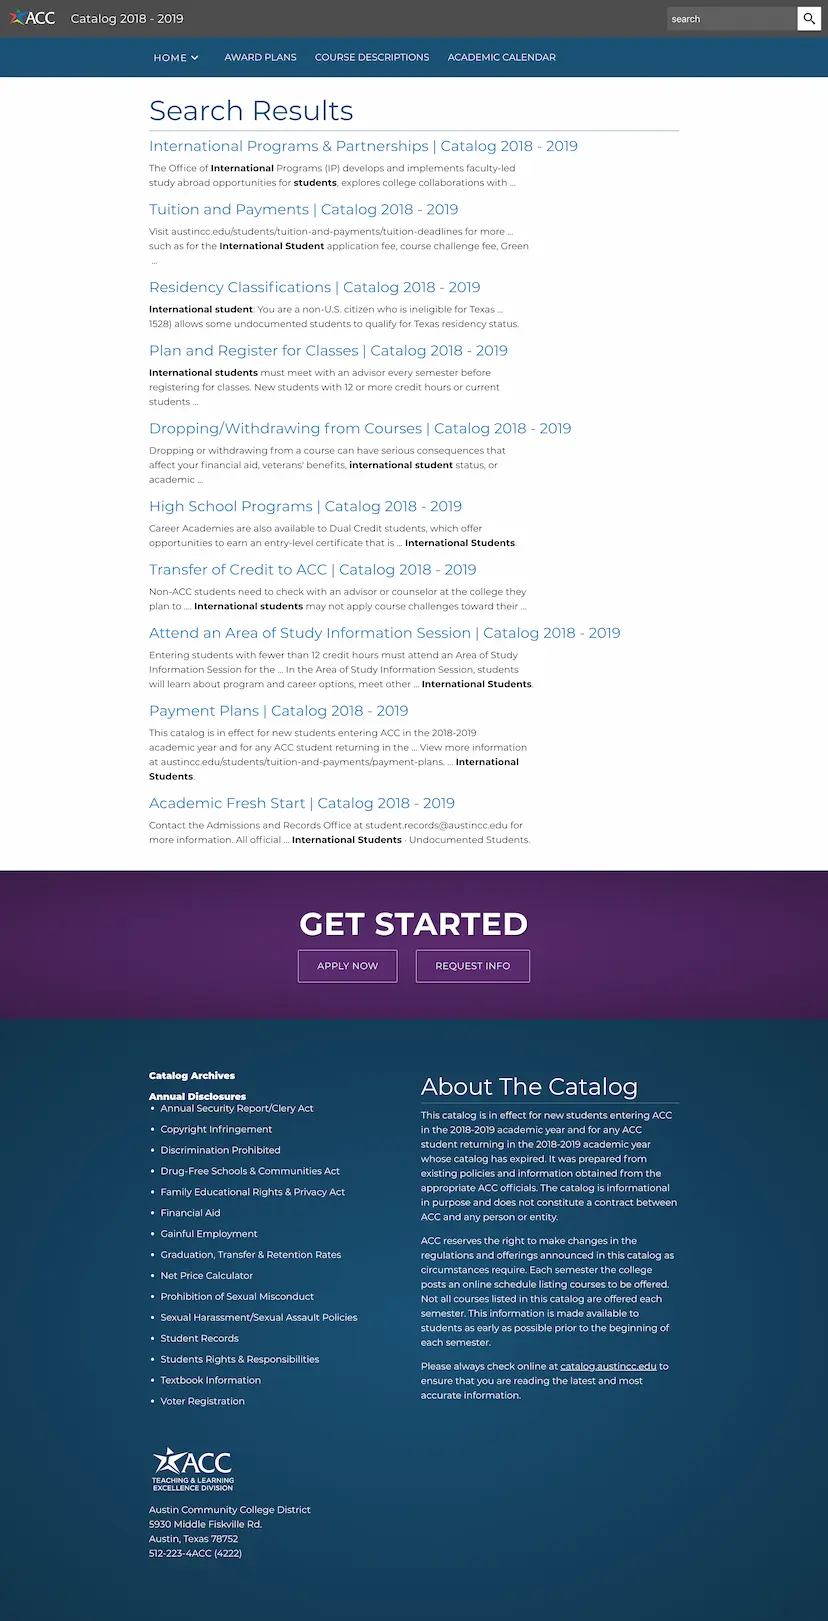 ACC Catalog 2018 - 2019
search
HOME AWARD PLANS COURSE DESCRIPTIONS ACADEMIC CALENDAR
Search Results
International Programs & Partnerships | Catalog 2018 - 2019
The Office of International Programs (IP) develops and implements faculty-led
study abroad opportunities for students, explores college collaborations with ...
Tuition and Payments | Catalog 2018 - 2019
Visit austincc.edu/students/tuition-and-payments/tuition-deadlines for more ...
such as for the International Student application fee, course challenge fee, Green
...
Residency Classifications | Catalog 2018 - 2019
International student: You are a non-U.S. citizen who is ineligible for Texas ...
1528) allows some undocumented students to qualify for Texas residency status.
Plan and Register for Classes | Catalog 2018 - 2019
International students must meet with an advisor every semester before
registering for classes. New students with 12 or more credit hours or current
students ...
Dropping/Withdrawing from Courses | Catalog 2018 - 2019
Dropping or withdrawing from a course can have serious consequences that
affect your financial aid, veterans' benefits, international student status, or
academic ...
High School Programs | Catalog 2018 - 2019
Career Academies are also available to Dual Credit students, which offer
opportunities to earn an entry-level certificate that is ... International Students.
Transfer of Credit to ACC | Catalog 2018 - 2019
Non-ACC students need to check with an advisor or counselor at the college they
plan to .... International students may not apply course challenges toward their ...
Attend an Area of Study Information Session | Catalog 2018 - 2019
Entering students with fewer than 12 credit hours must attend an Area of Study
Information Session for the ... In the Area of Study Information Session, students
will learn about program and career options, meet other ... International Students.
Payment Plans | Catalog 2018 - 2019
This catalog is in effect for new students entering ACC in the 2018-2019
academic year and for any ACC student returning in the ... View more information
at austincc.edu/students/tuition-and-payments/payment-plans. ... International
Students.
Academic Fresh Start | Catalog 2018 - 2019
Contact the Admissions and Records Office at student.records@austincc.edu for
more information. All official ... International Students · Undocumented Students.
GET STARTED
APPLY NOW REQUEST INFO
Catalog Archives
Annual Disclosures
• Annual Security Report/Clery Act
• Copyright Infringement
• Discrimination Prohibited
• Drug-Free Schools & Communities Act
• Family Educational Rights & Privacy Act
• Financial Aid
• Gainful Employment
• Graduation, Transfer & Retention Rates
• Net Price Calculator
• Prohibition of Sexual Misconduct
• Sexual Harassment/Sexual Assault Policies
• Student Records
• Students Rights & Responsibilities
• Textbook Information
• Voter Registration
About The Catalog
This catalog is in effect for new students entering ACC
in the 2018-2019 academic year and for any ACC
student returning in the 2018-2019 academic year
whose catalog has expired. It was prepared from
existing policies and information obtained from the
appropriate ACC officials. The catalog is informational
in purpose and does not constitute a contract between
ACC and any person or entity.
ACC reserves the right to make changes in the
regulations and offerings announced in this catalog as
circumstances require. Each semester the college
posts an online schedule listing courses to be offered.
Not all courses listed in this catalog are offered each
semester. This information is made available to
students as early as possible prior to the beginning of
each semester.
Please always check online at catalog.austincc.edu to
ensure that you are reading the latest and most
accurate information.
ACC
TEACHING & LEARNING
EXCELLENCE DIVISION
Austin Community College District
5930 Middle Fiskville Rd.
Austin, Texas 78752
512-223-4ACC (4222)